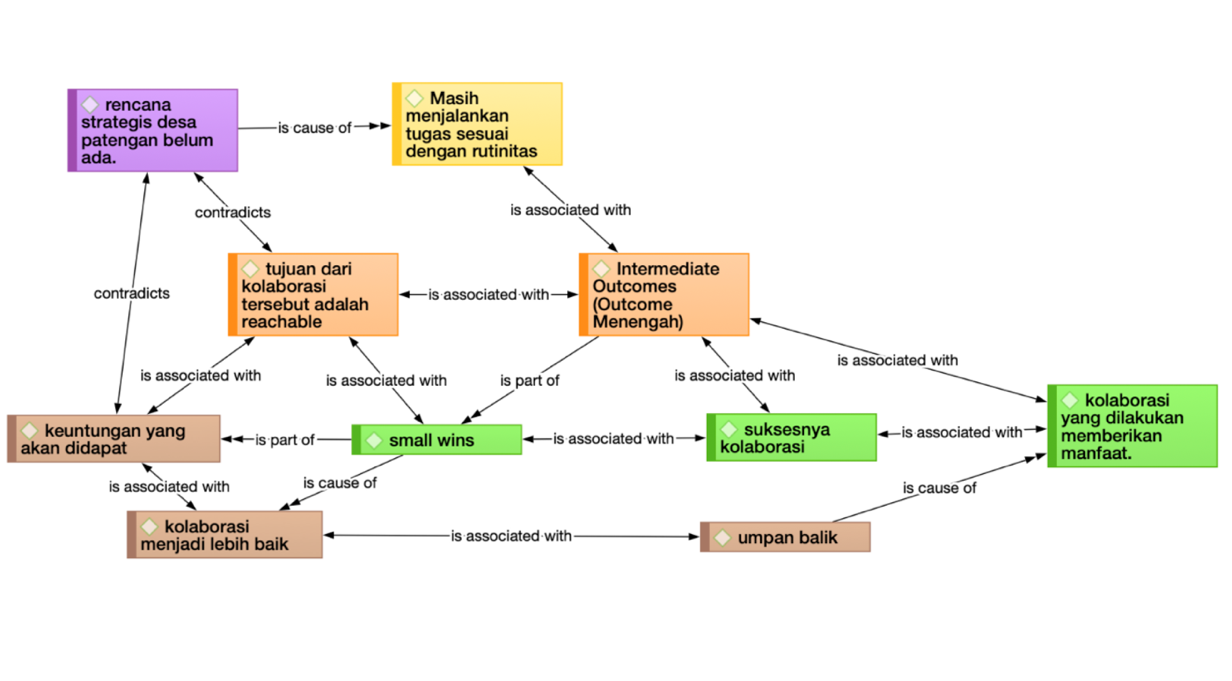 rencana
strategis desa
patengan belum
ada.
is cause of
Masih
menjalankan
tugas sesuai
dengan rutinitas
contradicts
is associated with
contradicts
tujuan dari
kolaborasi
tersebut adalah
reachable
is associated with
Intermediate
Outcomes
(Outcome
Menengah)
is associated with
is associated with
is part of
is associated with
is associated with
keuntungan yang
akan didapat
is part of
small wins
is associated with
suksesnya
kolaborasi
is associated with
kolaborasi
yang dilakukan
memberikan
manfaat.
is associated with
is cause of
is cause of
kolaborasi
menjadi lebih baik
is associated with
umpan balik